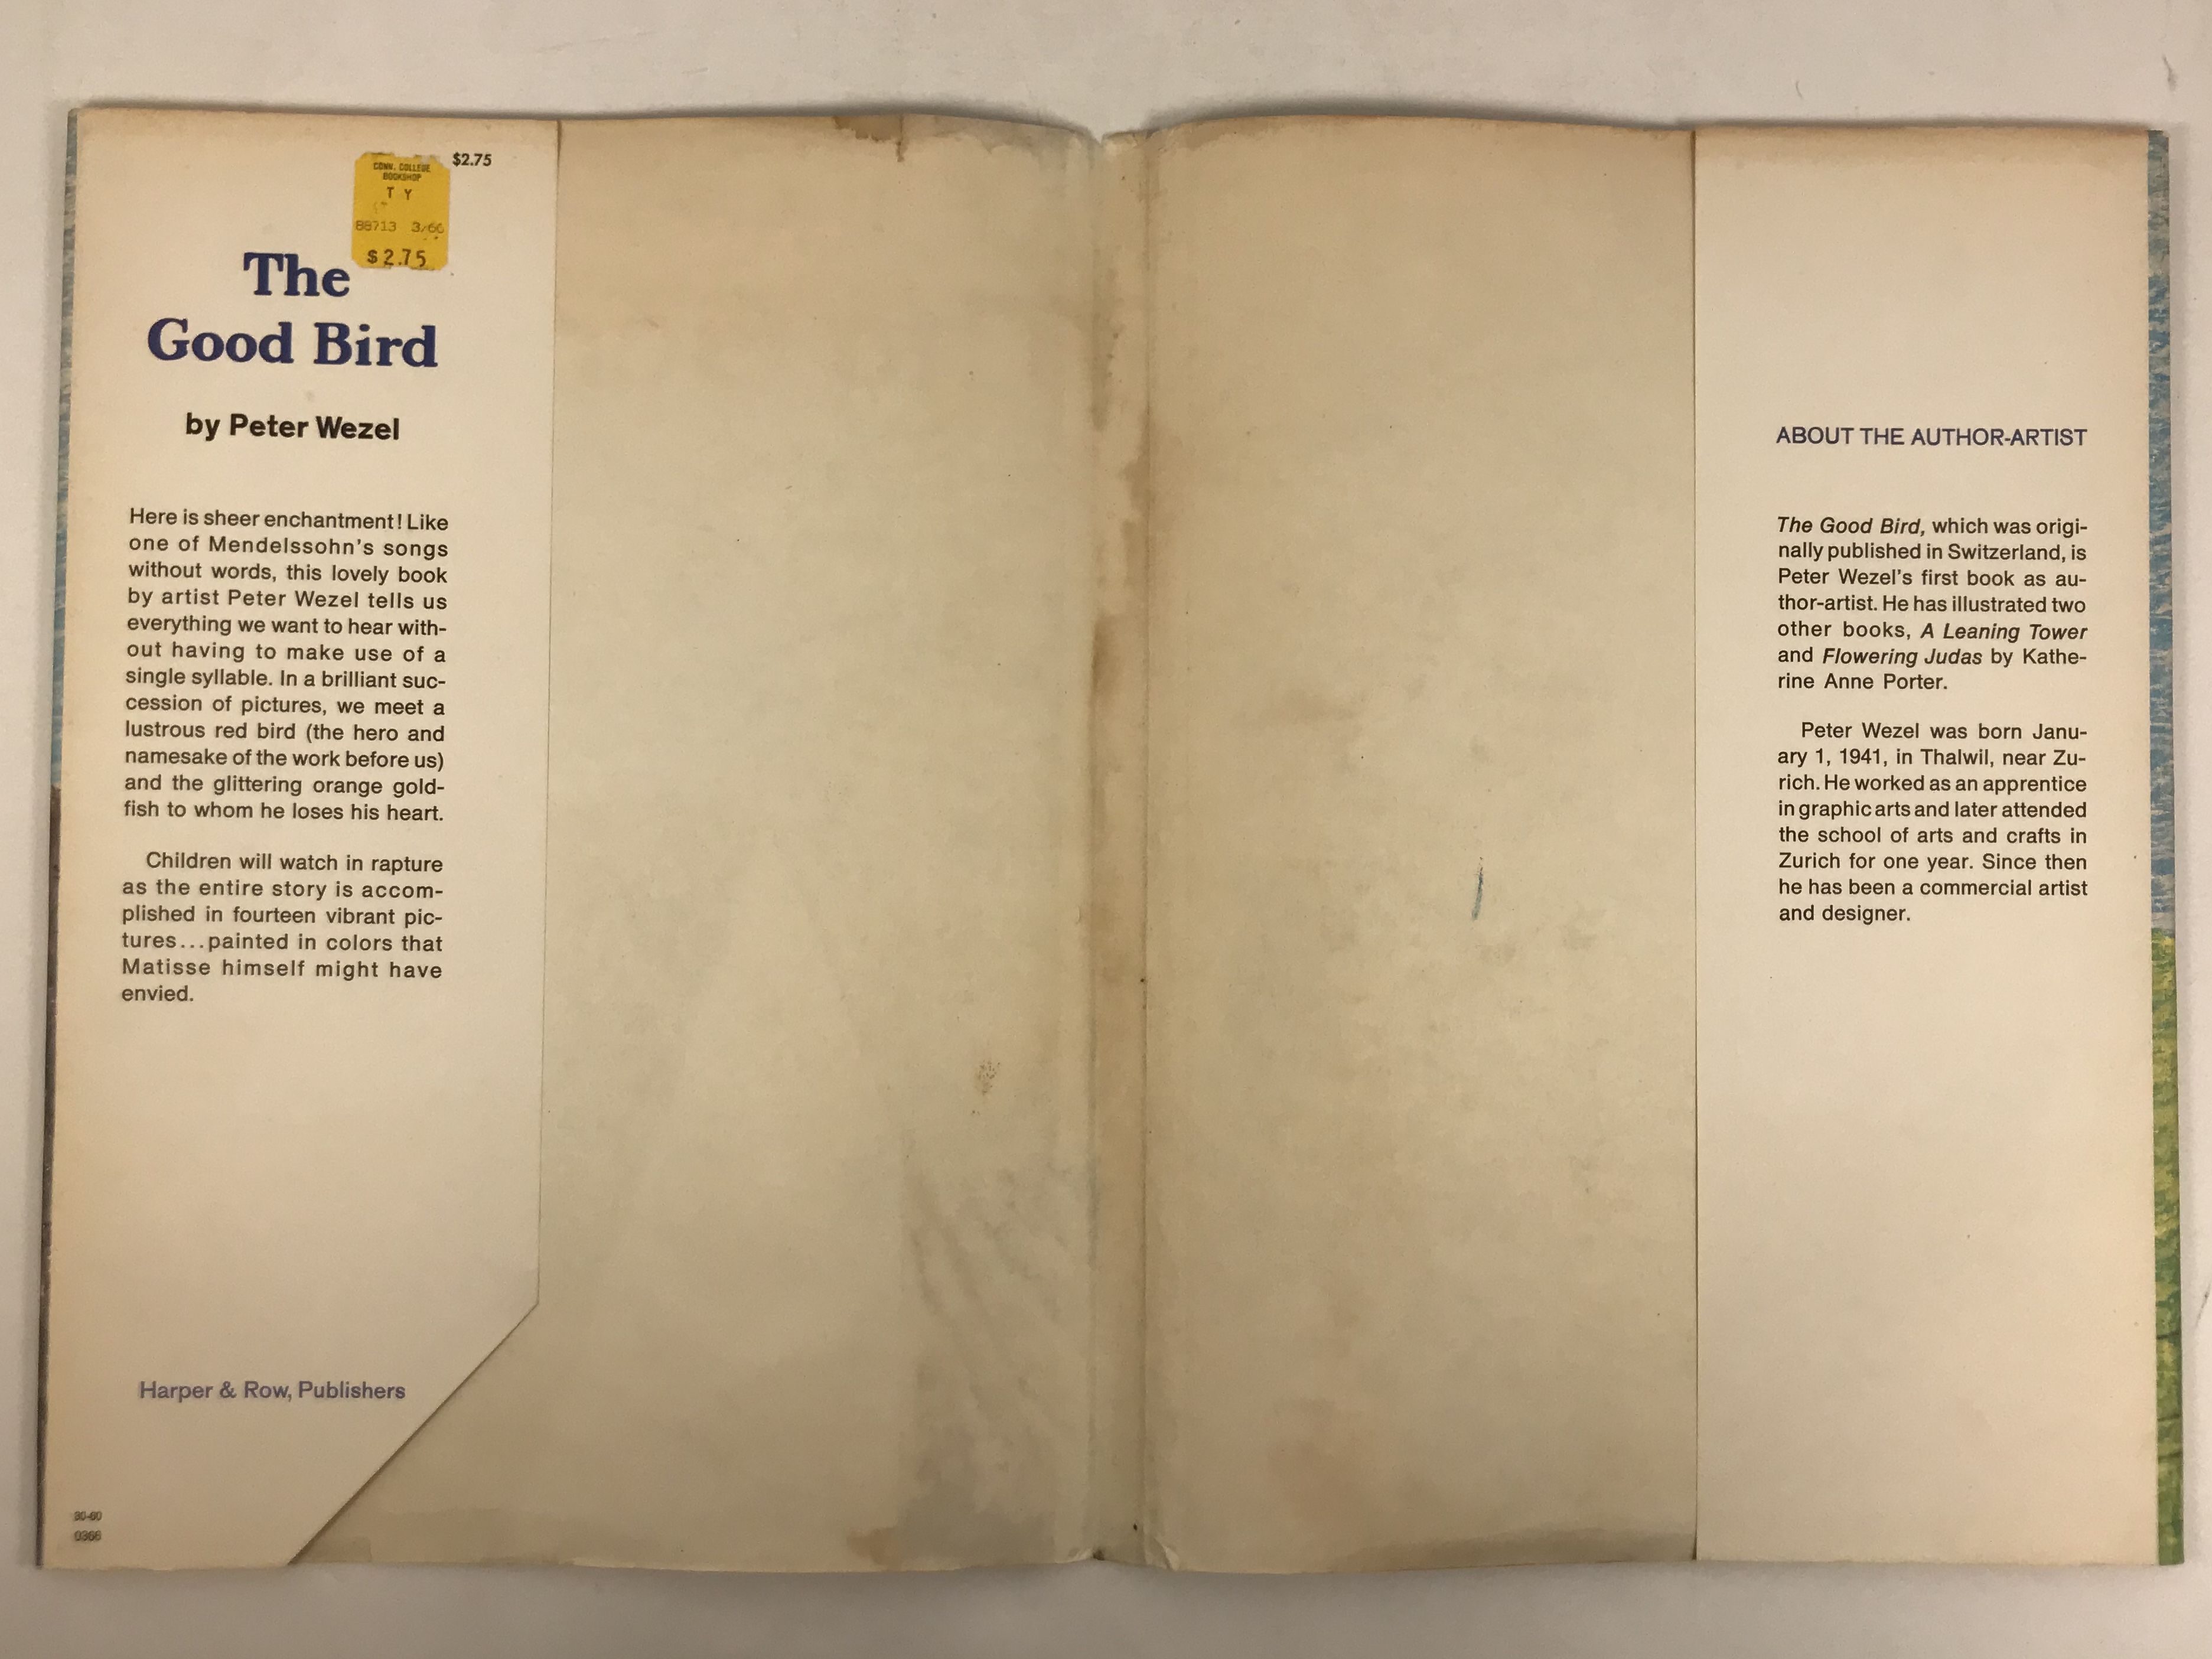 $2.75
CONN. COLLEGE
BOOKSHOP
T Y
88713 3/66
$2.75
The
Good Bird
by Peter Wezel
Here is sheer enchantment! Like
one of Mendelssohn's songs
without words, this lovely book
by artist Peter Wezel tells us
everything we want to hear with-
out having to make use of a
single syllable. In a brilliant suc-
cession of pictures, we meet a
lustrous red bird (the hero and
namesake of the work before us)
and the glittering orange gold-
fish to whom he loses his heart.
Children will watch in rapture
as the entire story is accom-
plished in fourteen vibrant pic-
tures...painted in colors that
Matisse himself might have
envied.
Harper & Row, Publishers
0366
ABOUT THE AUTHOR-ARTIST
The Good Bird, which was origi-
nally published in Switzerland, is
Peter Wezel's first book as au-
thor-artist. He has illustrated two
other books, A Leaning Tower
and Flowering Judas by Kathe-
rine Anne Porter.
Peter Wezel was born Janu-
ary 1, 1941, in Thalwil, near Zu-
rich. He worked as an apprentice
in graphic arts and later attended
the school of arts and crafts in
Zurich for one year. Since then
he has been a commercial artist
and designer.